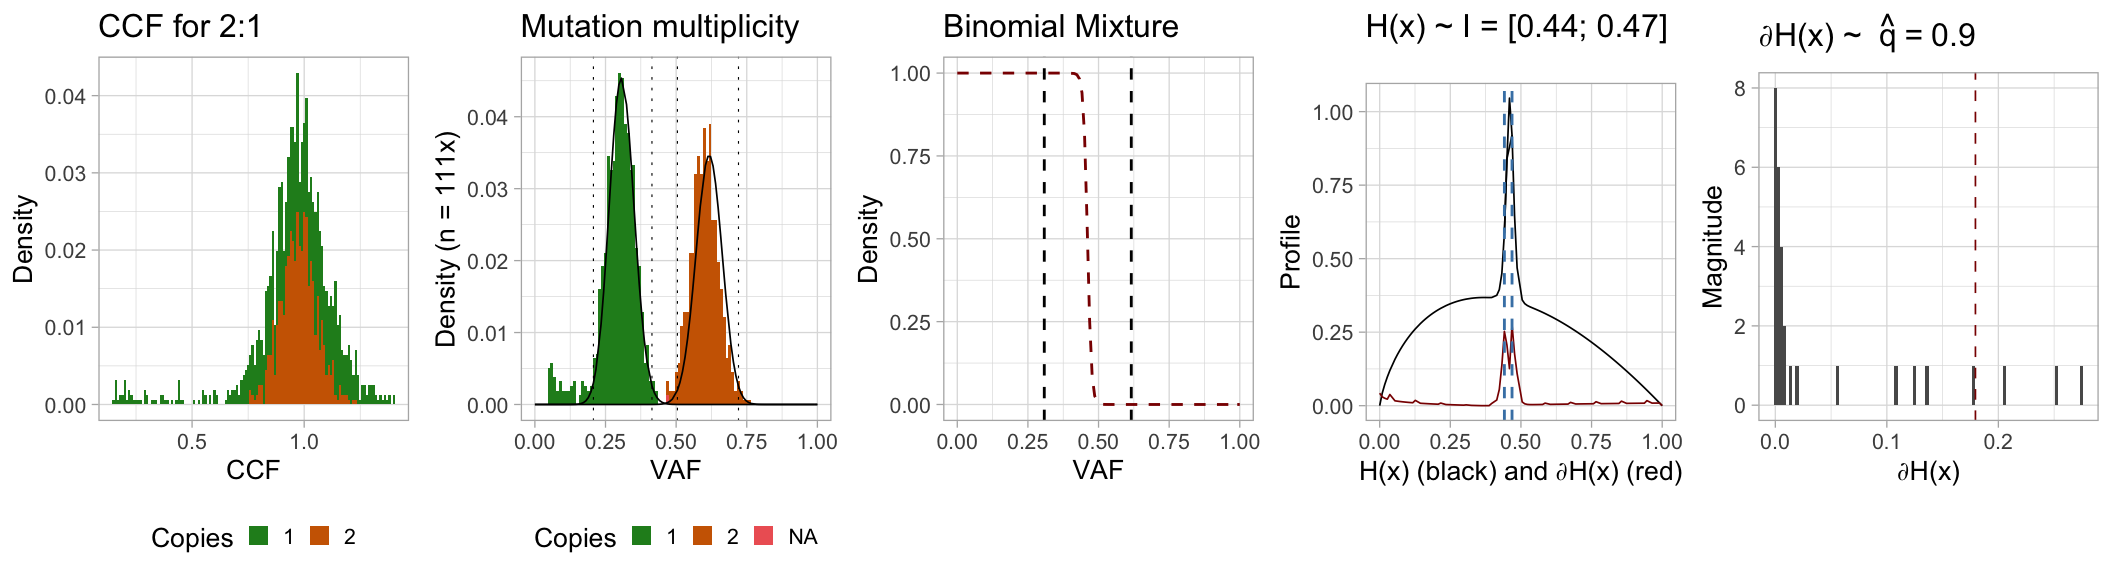 CCF for 2:1
Density
0.04
0.03
0.02
0.01
0.00
0.5 1.0
CCF
Copies 1 2
Mutation multiplicity
Density (n = 111x)
0.04
0.03
0.02
0.01
0.00
0.00 0.25 0.50 0.75 1.00
VAF
Copies 1 2 NA
Binomial Mixture
Density
1.00
0.75
0.50
0.25
0.00
0.00 0.25 0.50 0.75 1.00
VAF
H(x) ~ I = [0.44; 0.47]
Profile
1.00
0.75
0.50
0.25
0.00
0.00 0.25 0.50 0.75 1.00
H(x) (black) and ∂H(x) (red)
∂H(x) ~ q̂ = 0.9
Magnitude
8
6
4
2
0
0.0 0.1 0.2
∂H(x)